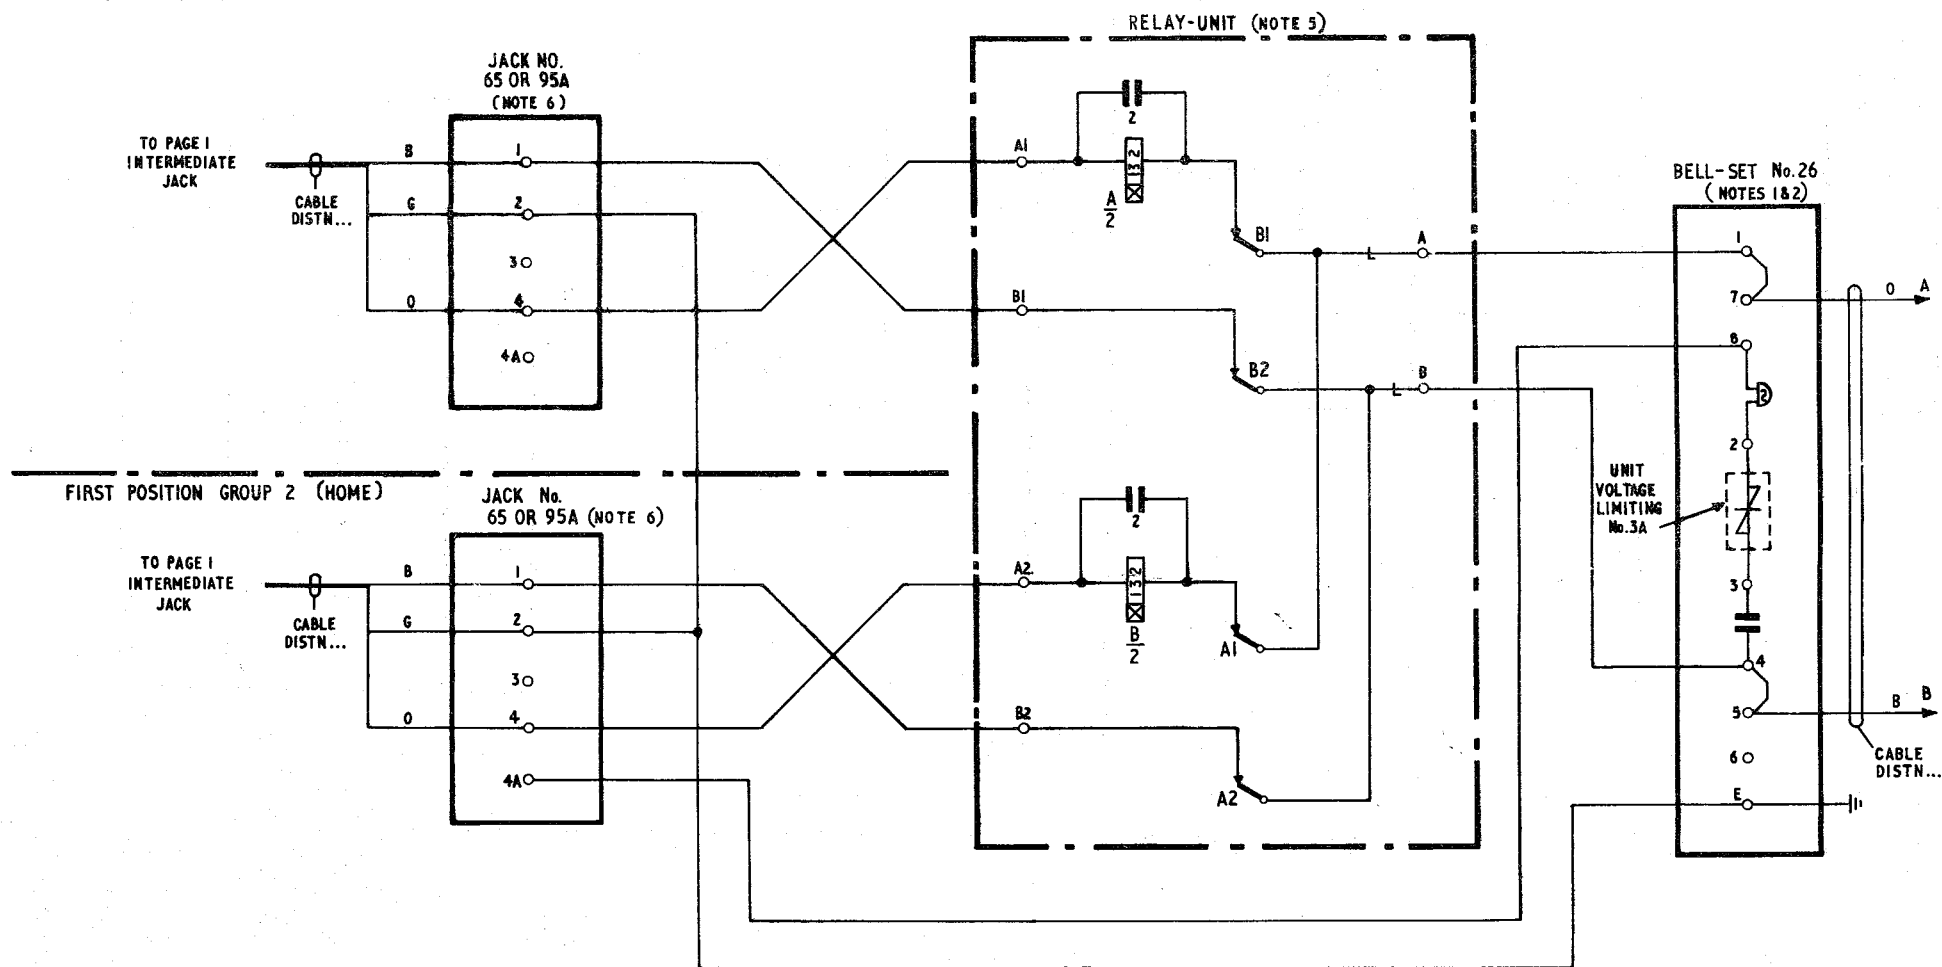 RELAY-UNIT (NOTE 5)
JACK NO.
65 OR 95A
(NOTE 6)
TO PAGE 1
INTERMEDIATE
JACK
CABLE
DISTN...
B
G
O
1
2
3
4
4A
A1
B1
2
132
A
2
B1
B2
L
A
L
B
BELL-SET No.26
(NOTES 1&2)
1
7
8
2
UNIT
VOLTAGE
LIMITING
No.3A
3
4
5
6
E
O
A
B
B
CABLE
DISTN...
FIRST POSITION GROUP 2 (HOME)
JACK No.
65 OR 95A (NOTE 6)
TO PAGE 1
INTERMEDIATE
JACK
CABLE
DISTN...
B
G
O
1
2
3
4
4A
A2
B2
2
132
B
2
A1
A2